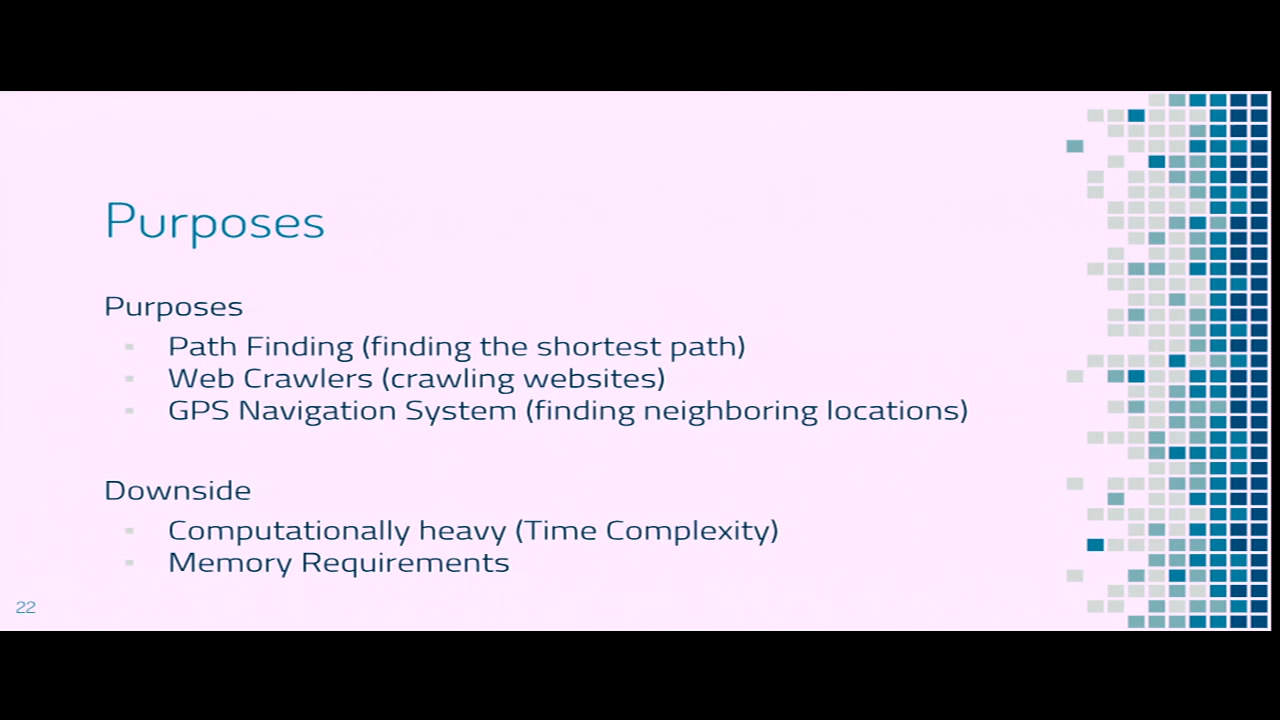 Purposes
Purposes
Path Finding (finding the shortest path)
Web Crawlers (crawling websites)
GPS Navigation System (finding neighboring locations)
Downside
Computationally heavy (Time Complexity)
Memory Requirements
22